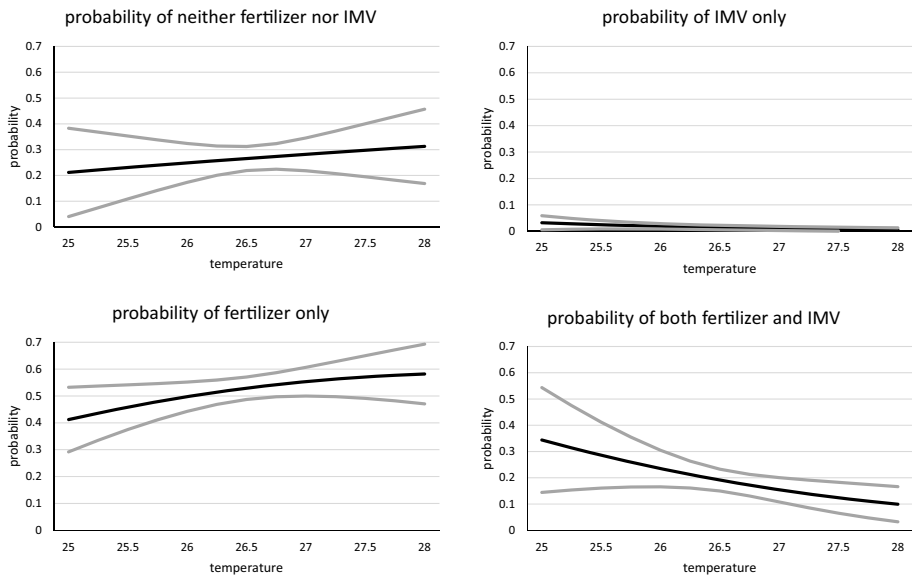 probability of neither fertilizer nor IMV
0.7
0.6
0.5
0.4
0.3
0.2
0.1
0
probability
25 25.5 26 26.5 27 27.5 28
temperature
probability of IMV only
0.7
0.6
0.5
0.4
0.3
0.2
0.1
0
probability
25 25.5 26 26.5 27 27.5 28
temperature
probability of fertilizer only
0.7
0.6
0.5
0.4
0.3
0.2
0.1
0
probability
25 25.5 26 26.5 27 27.5 28
temperature
probability of both fertilizer and IMV
0.7
0.6
0.5
0.4
0.3
0.2
0.1
0
probability
25 25.5 26 26.5 27 27.5 28
temperature